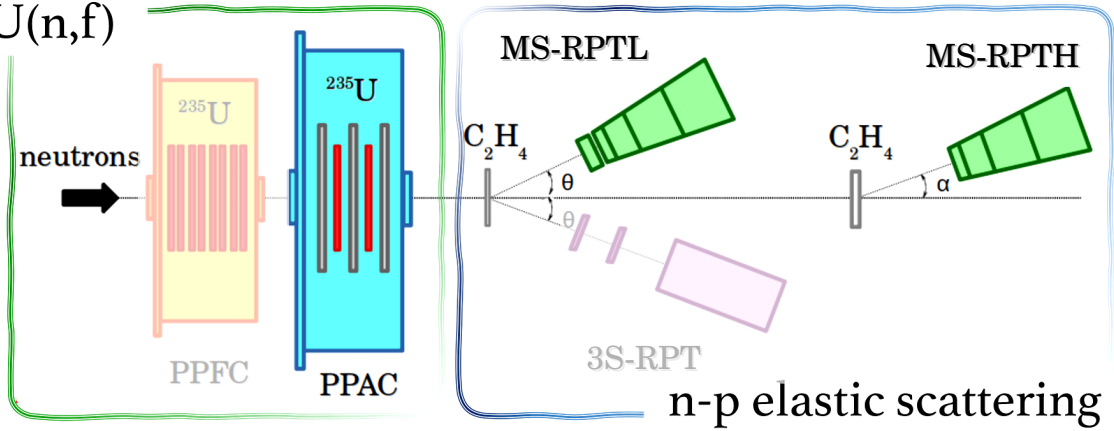 U(n,f)
neutrons
²³⁵U
PPFC
²³⁵U
PPAC
C₂H₄
MS-RPTL
θ
θ
3S-RPT
C₂H₄
MS-RPTH
α
n-p elastic scattering